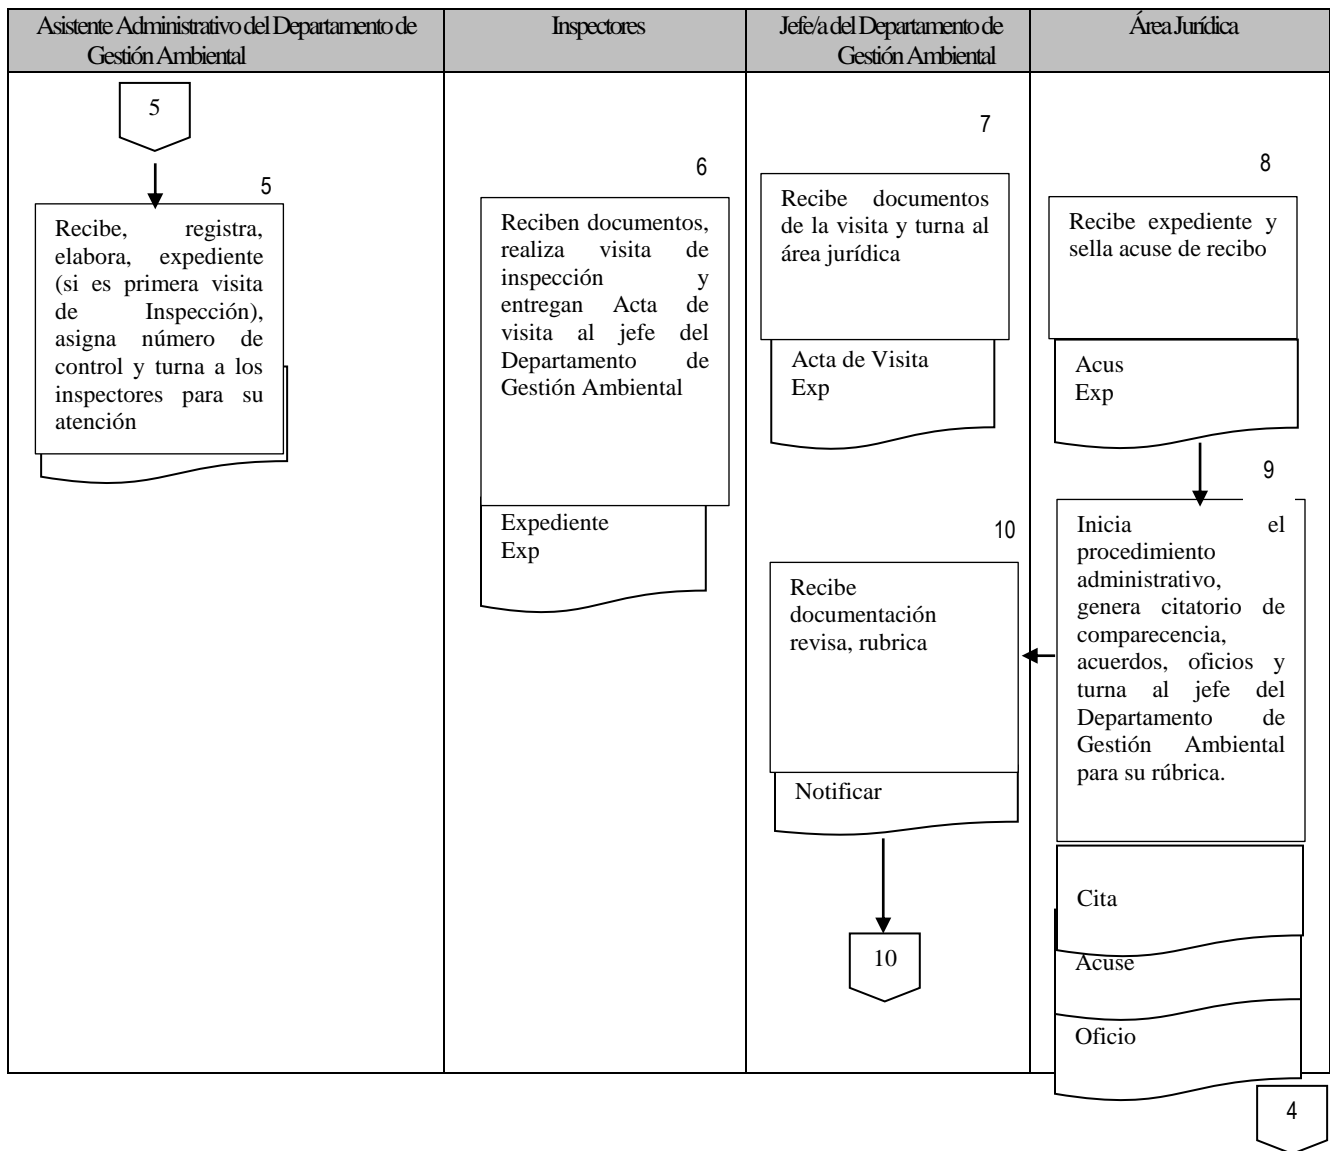 Asistente Administrativo del Departamento de
Gestión Ambiental
Inspectores
Jefe/a del Departamento de
Gestión Ambiental
Área Jurídica
5
5
Recibe, registra,
elabora, expediente
(si es primera visita
de Inspección),
asigna número de
control y turna a los
inspectores para su
atención
6
Reciben documentos,
realiza visita de
inspección y
entregan Acta de
visita al jefe del
Departamento de
Gestión Ambiental
Expediente
Exp
7
Recibe documentos
de la visita y turna al
área jurídica
Acta de Visita
Exp
8
Recibe expediente y
sella acuse de recibo
Acus
Exp
9
Inicia el
procedimiento
administrativo,
genera citatorio de
comparecencia,
acuerdos, oficios y
turna al jefe del
Departamento de
Gestión Ambiental
para su rúbrica.
Cita
Acuse
Oficio
10
Recibe
documentación
revisa, rubrica
Notificar
10
4